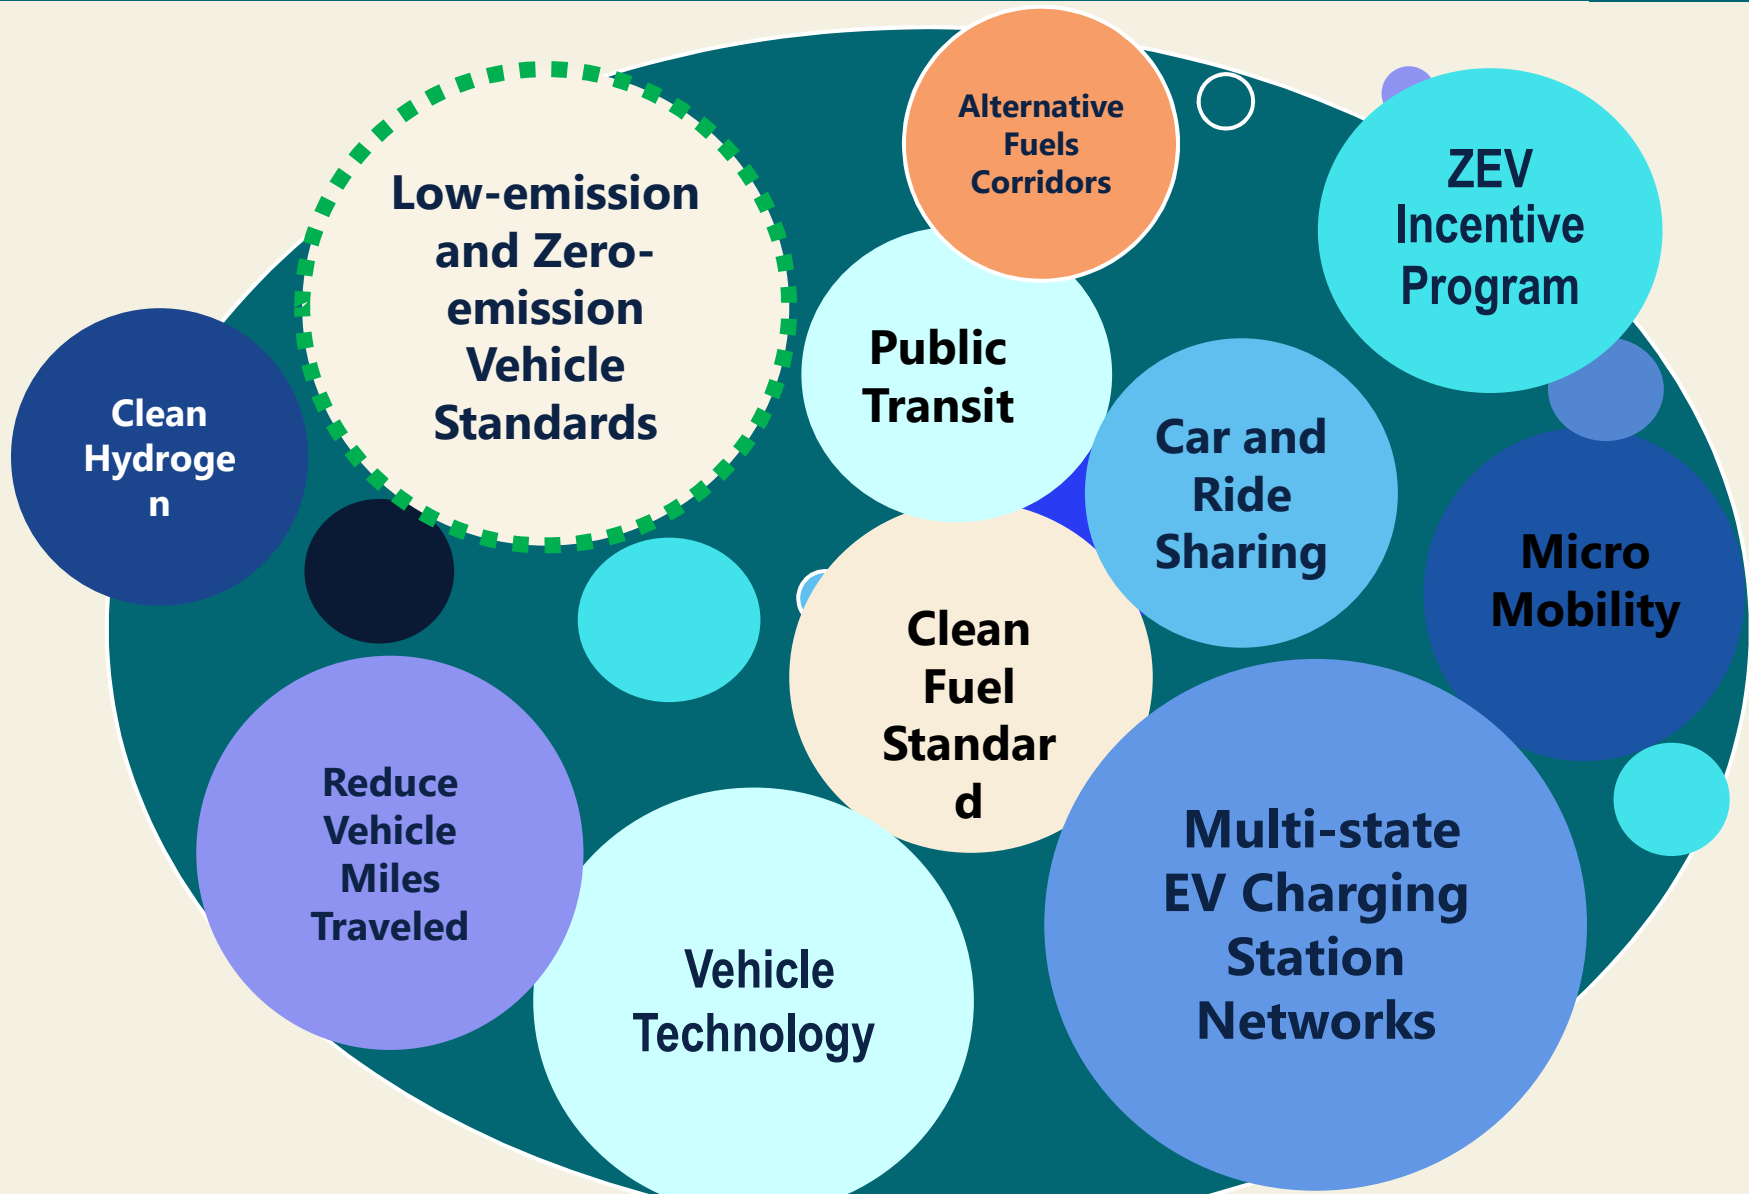 Alternative
Fuels
Corridors
ZEV
Incentive
Program
Low-emission
and Zero-
emission
Vehicle
Standards
Public
Transit
Clean
Hydroge
n
Car and
Ride
Sharing
Micro
Mobility
Clean
Fuel
Standar
d
Reduce
Vehicle
Miles
Traveled
Multi-state
EV Charging
Station
Networks
Vehicle
Technology